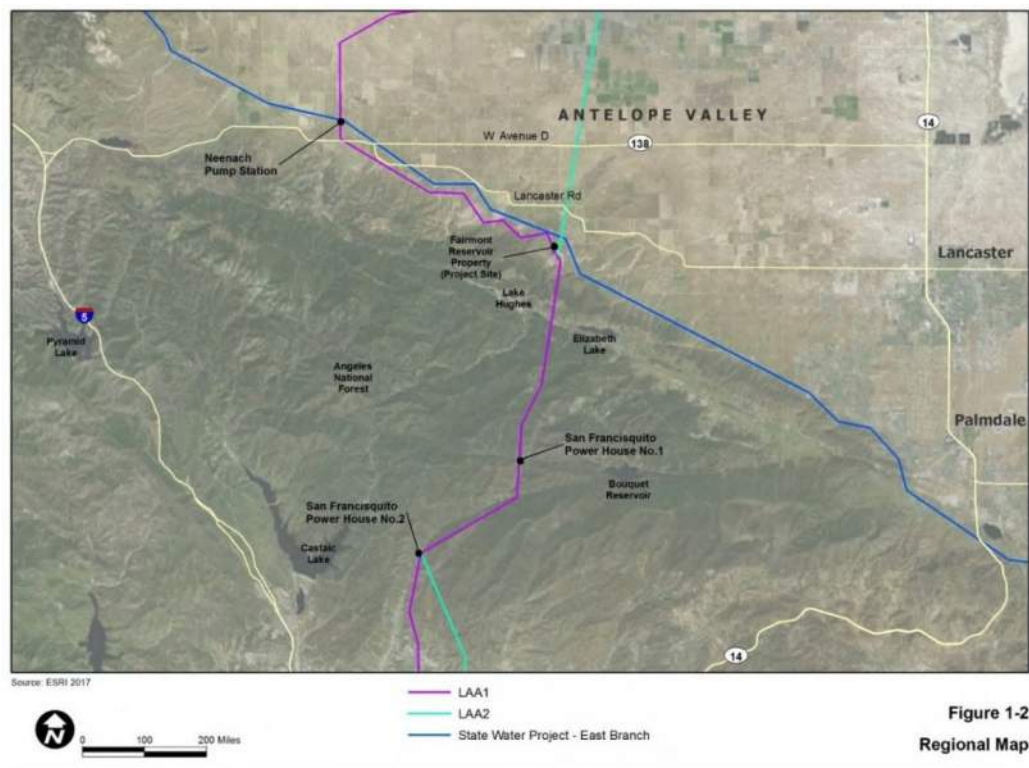 ANTELOPE VALLEY
14
W Avenue D
138
Neenach
Pump Station
Lancaster Rd
Fairmont
Reservoir
Property
(Project Site)
Lancaster
Lake
Hughes
5
Pyramid
Lake
Elizabeth
Lake
Angeles
National
Forest
Palmdale
San Francisquito
Power House No.1
Bouquet
Reservoir
San Francisquito
Power House No.2
Castaic
Lake
14
Source: ESRI 2017
N
0 100 200 Miles
LAA1
LAA2
State Water Project - East Branch
Figure 1-2
Regional Map